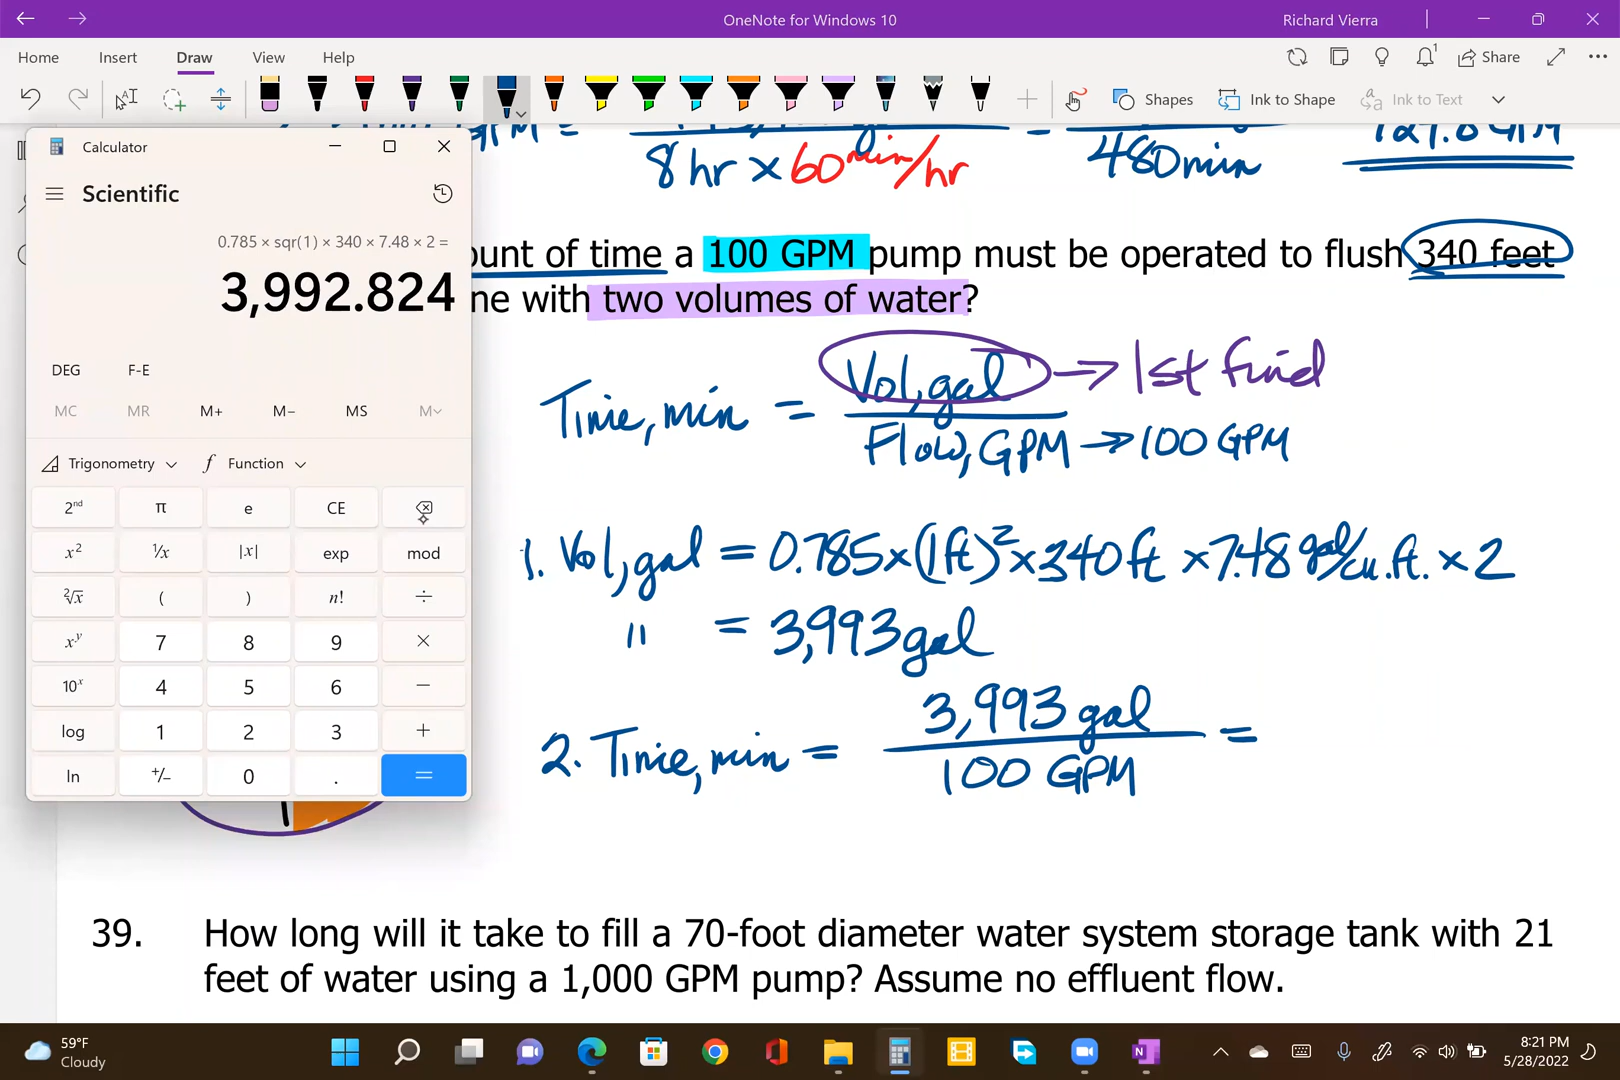 OneNote for Windows 10
Richard Vierra
Home Insert Draw View Help
Share
Shapes
Ink to Shape
Ink to Text
GPM =
8 hr × 60 min/hr
=
480 min
129.8 GPM
Calculator
Scientific
0.785 × sqr(1) × 340 × 7.48 × 2 =
3,992.824
DEG F-E
MC MR M+ M− MS M˅
Trigonometry f Function
2ⁿᵈ π e CE
x² ¹/x |x| exp mod
²√x ( ) n! ÷
xʸ 7 8 9 ×
10ˣ 4 5 6 −
log 1 2 3 +
ln +/− 0 . =
ount of time a 100 GPM pump must be operated to flush 340 feet
ne with two volumes of water?
Time, min = Vol, gal → 1st find
Flow, GPM → 100 GPM
1. Vol, gal = 0.785 × (1ft)² × 340 ft × 7.48 gal/cu.ft. × 2
" = 3,993 gal
2. Time, min = 3,993 gal =
100 GPM
39. How long will it take to fill a 70-foot diameter water system storage tank with 21
feet of water using a 1,000 GPM pump? Assume no effluent flow.
59°F
Cloudy
8:21 PM
5/28/2022